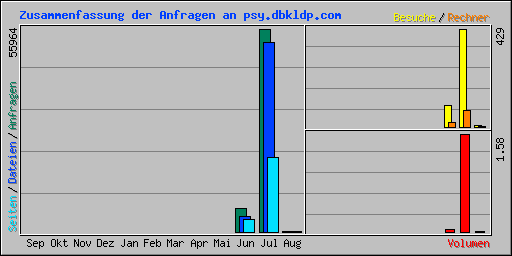 Zusammenfassung der Anfragen an psy.dbkldp.com
Besuche / Rechner
55964
429
Seiten / Dateien / Anfragen
1.58
Sep Okt Nov Dez Jan Feb Mar Apr Mai Jun Jul Aug
Volumen